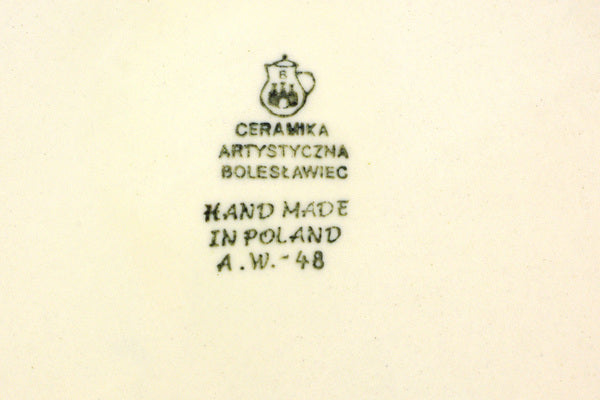 B
CERAMIKA
ARTYSTYCZNA
BOLESŁAWIEC
HAND MADE
IN POLAND
A.W.-48